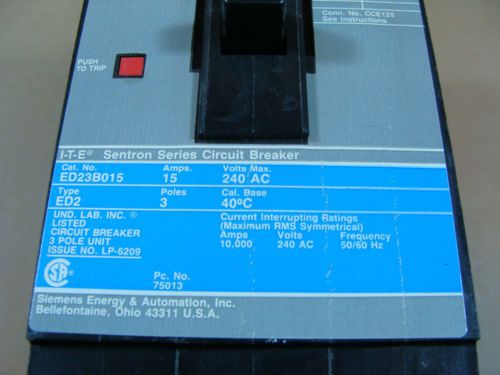 Conn. No. CCE125
See Instructions
PUSH
TO TRIP
I-T-E® Sentron Series Circuit Breaker
Cat. No. Amps. Volts Max.
ED23B015 15 240 AC
Type Poles Cal. Base
ED2 3 40°C
UND. LAB. INC.®
LISTED
CIRCUIT BREAKER
3 POLE UNIT
ISSUE NO. LP-6209
Current Interrupting Ratings
(Maximum RMS Symmetrical)
Amps Volts Frequency
10,000 240 AC 50/60 Hz
SA
Pc. No.
75013
Siemens Energy & Automation, Inc.
Bellefontaine, Ohio 43311 U.S.A.